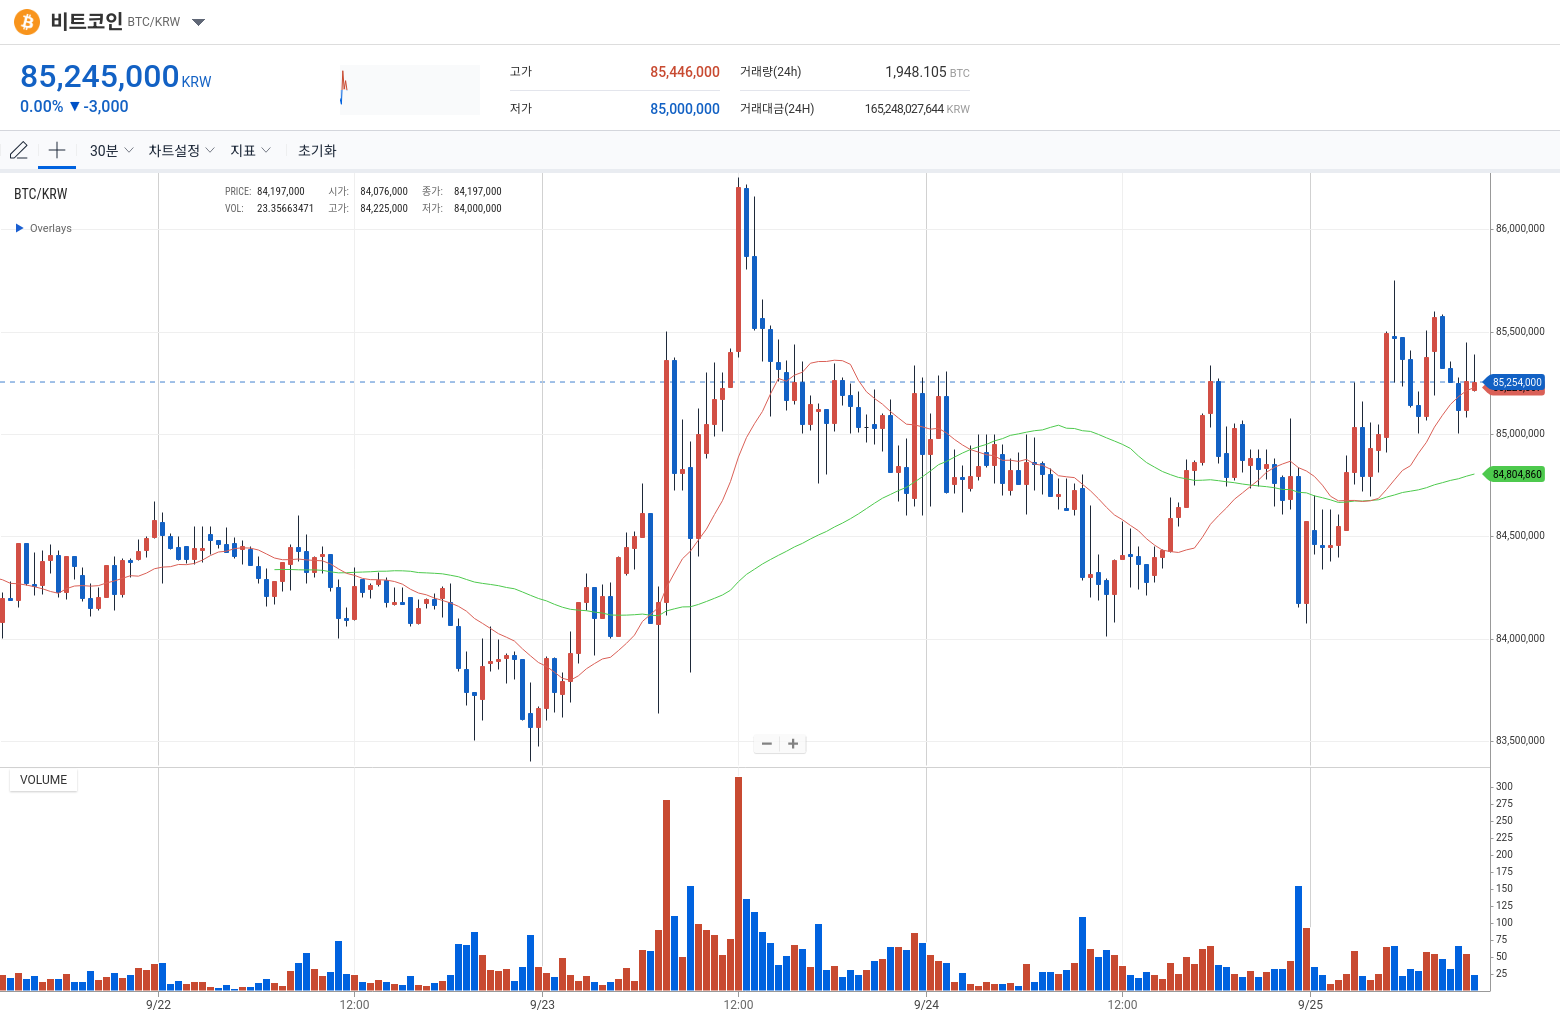 비트코인 BTC/KRW
85,245,000 KRW
0.00% ▼ -3,000
고가 85,446,000
저가 85,000,000
거래량(24h) 1,948.105 BTC
거래대금(24H) 165,248,027,644 KRW
30분 차트설정 지표 초기화
BTC/KRW
PRICE: 84,197,000 시가: 84,076,000 종가: 84,197,000
VOL: 23.35663471 고가: 84,225,000 저가: 84,000,000
Overlays
86,000,000
85,500,000
85,254,000
85,000,000
84,804,860
84,500,000
84,000,000
83,500,000
VOLUME
300
275
250
225
200
175
150
125
100
75
50
25
9/22 12:00 9/23 12:00 9/24 12:00 9/25